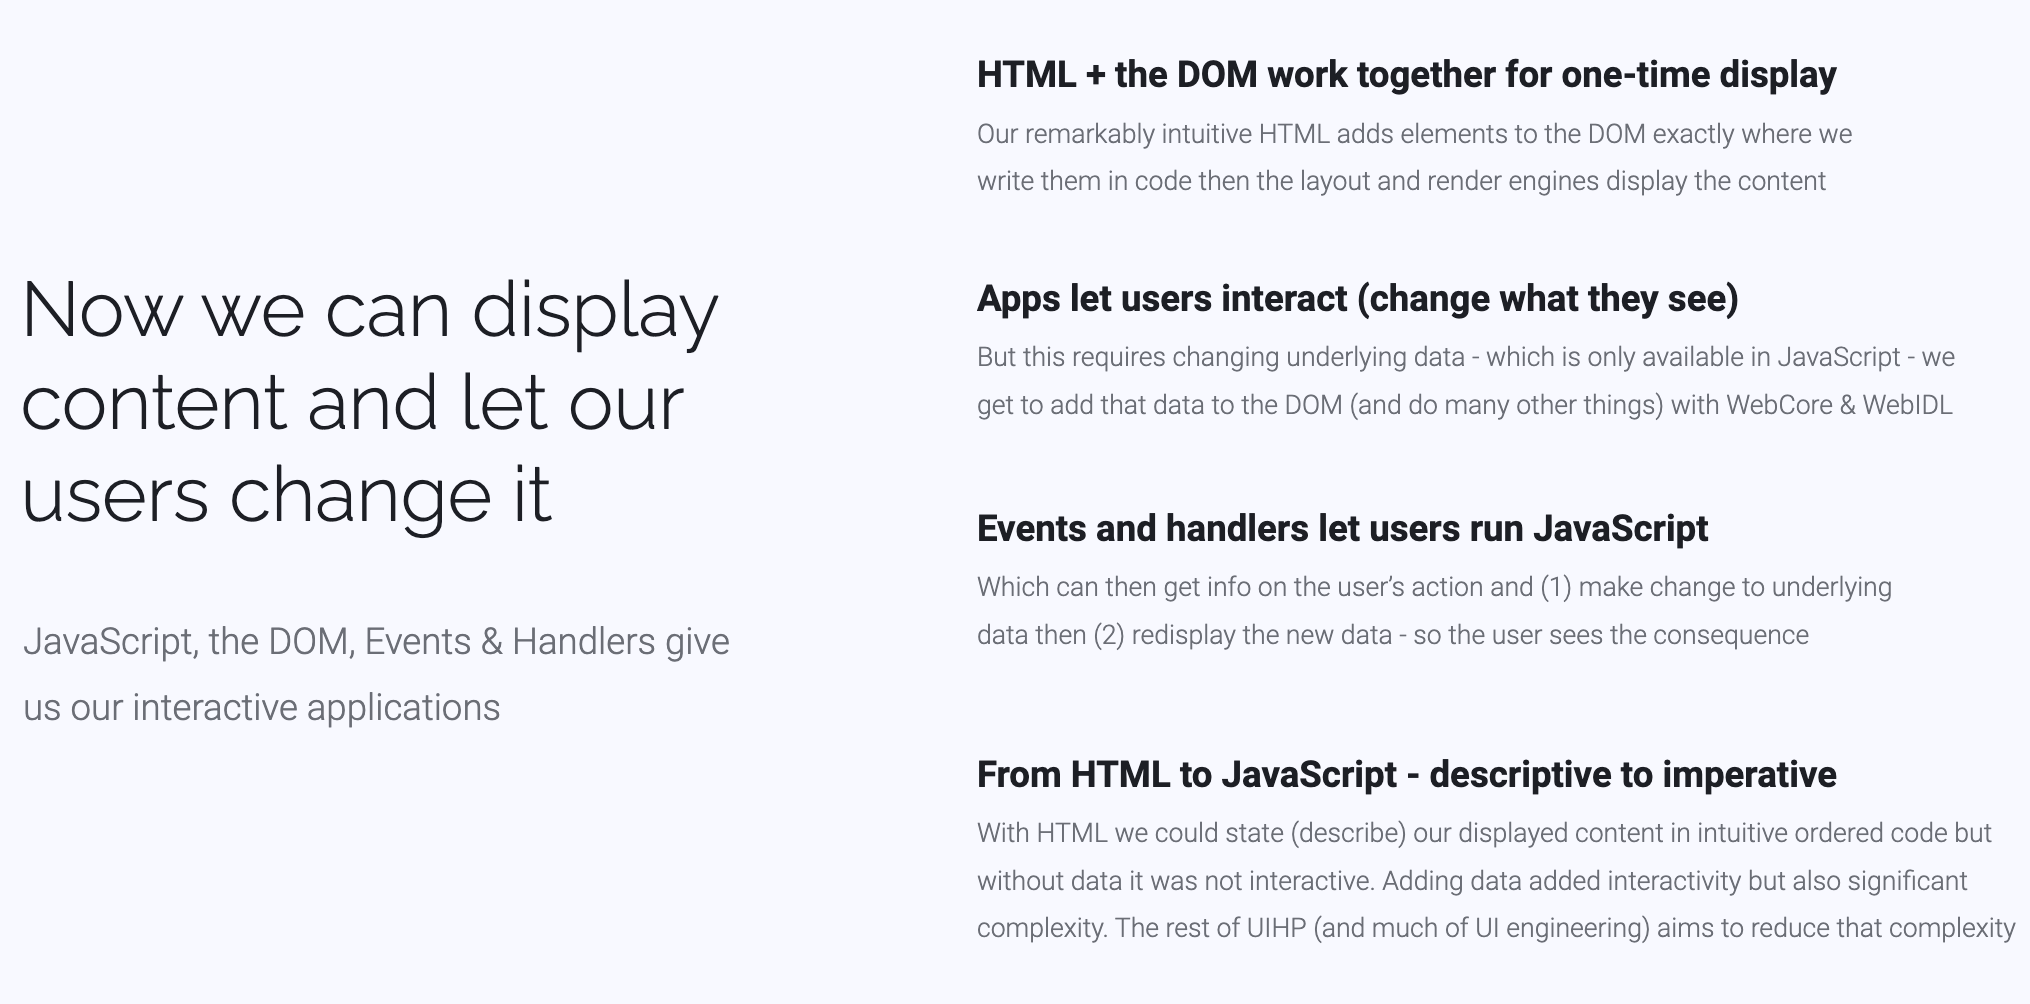 Now we can display
content and let our
users change it
JavaScript, the DOM, Events & Handlers give
us our interactive applications
HTML + the DOM work together for one-time display
Our remarkably intuitive HTML adds elements to the DOM exactly where we
write them in code then the layout and render engines display the content
Apps let users interact (change what they see)
But this requires changing underlying data - which is only available in JavaScript - we
get to add that data to the DOM (and do many other things) with WebCore & WebIDL
Events and handlers let users run JavaScript
Which can then get info on the user’s action and (1) make change to underlying
data then (2) redisplay the new data - so the user sees the consequence
From HTML to JavaScript - descriptive to imperative
With HTML we could state (describe) our displayed content in intuitive ordered code but
without data it was not interactive. Adding data added interactivity but also significant
complexity. The rest of UIHP (and much of UI engineering) aims to reduce that complexity